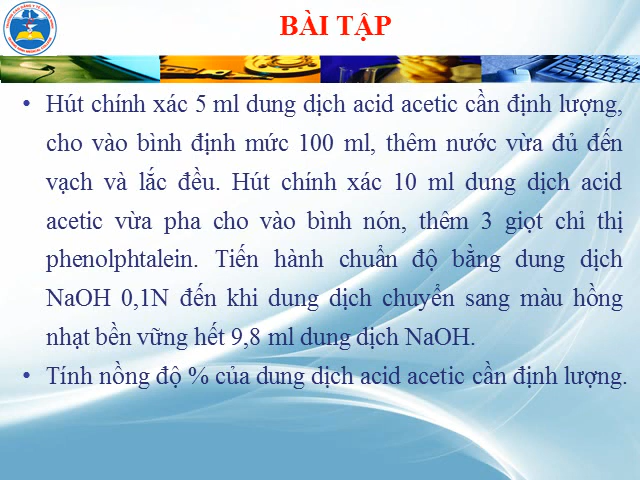 BÀI TẬP
• Hút chính xác 5 ml dung dịch acid acetic cần định lượng,
cho vào bình định mức 100 ml, thêm nước vừa đủ đến
vạch và lắc đều. Hút chính xác 10 ml dung dịch acid
acetic vừa pha cho vào bình nón, thêm 3 giọt chỉ thị
phenolphtalein. Tiến hành chuẩn độ bằng dung dịch
NaOH 0,1N đến khi dung dịch chuyển sang màu hồng
nhạt bền vững hết 9,8 ml dung dịch NaOH.
• Tính nồng độ % của dung dịch acid acetic cần định lượng.